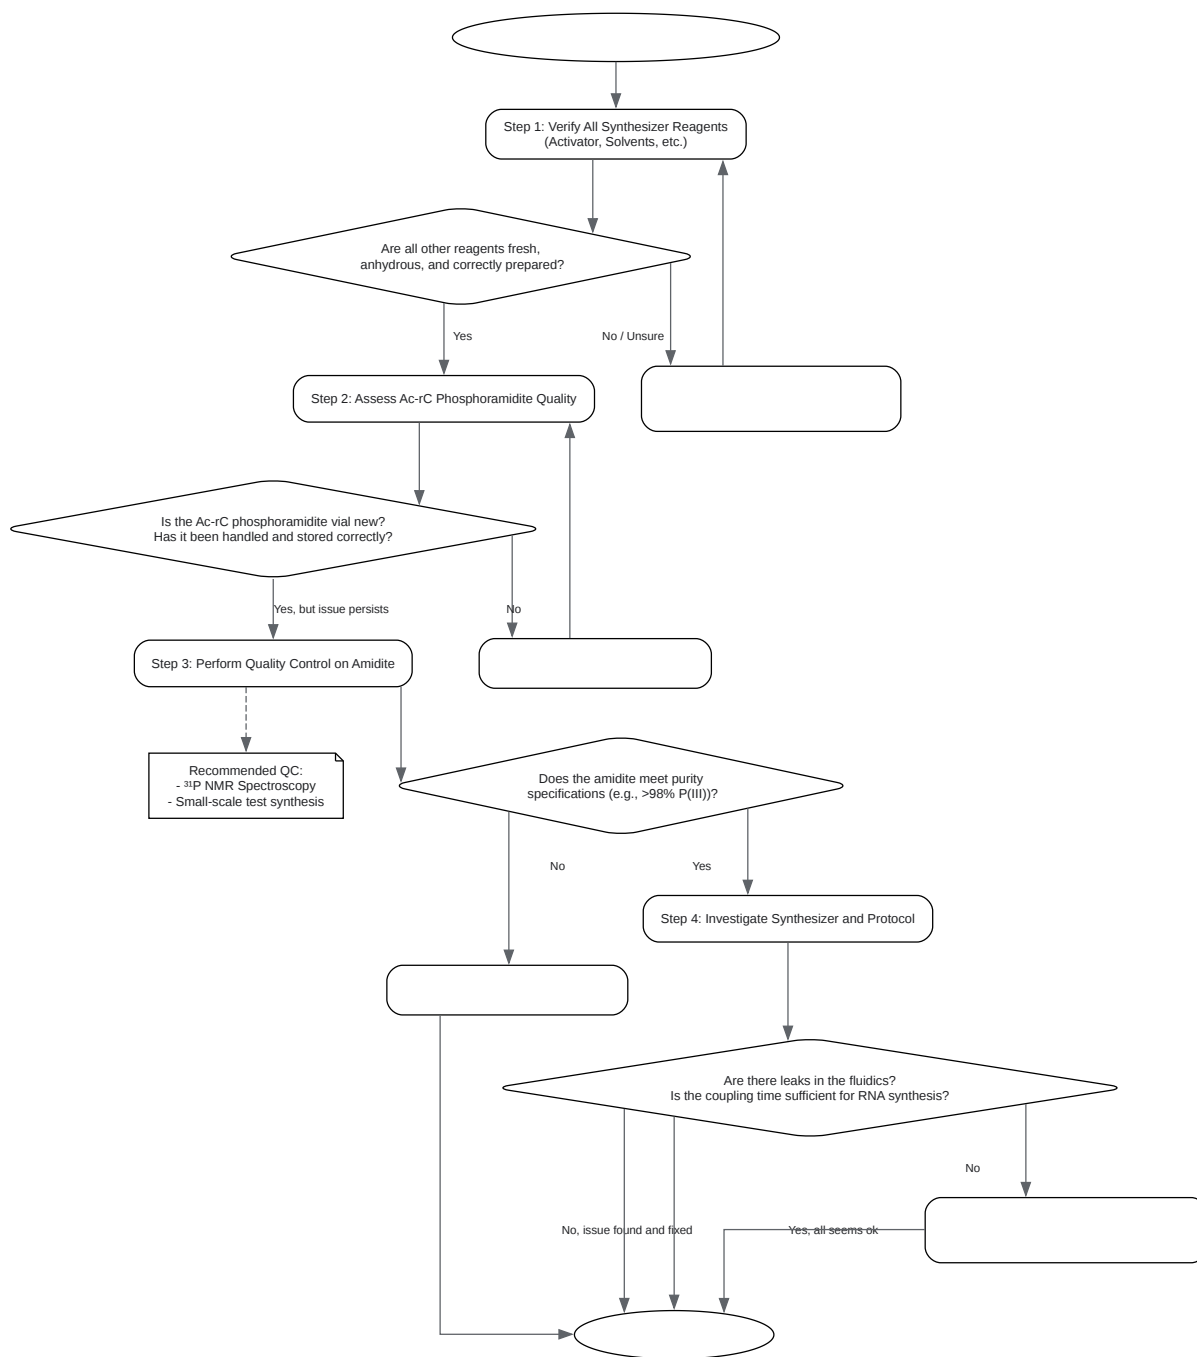 Step 1: Verify All Synthesizer Reagents
(Activator, Solvents, etc.)
Are all other reagents fresh,
anhydrous, and correctly prepared?
Yes
No / Unsure
Step 2: Assess Ac-rC Phosphoramidite Quality
Is the Ac-rC phosphoramidite vial new?
Has it been handled and stored correctly?
Yes, but issue persists
No
Step 3: Perform Quality Control on Amidite
Recommended QC:
- ³¹P NMR Spectroscopy
- Small-scale test synthesis
Does the amidite meet purity
specifications (e.g., >98% P(III))?
No
Yes
Step 4: Investigate Synthesizer and Protocol
Are there leaks in the fluidics?
Is the coupling time sufficient for RNA synthesis?
No
No, issue found and fixed
Yes, all seems ok